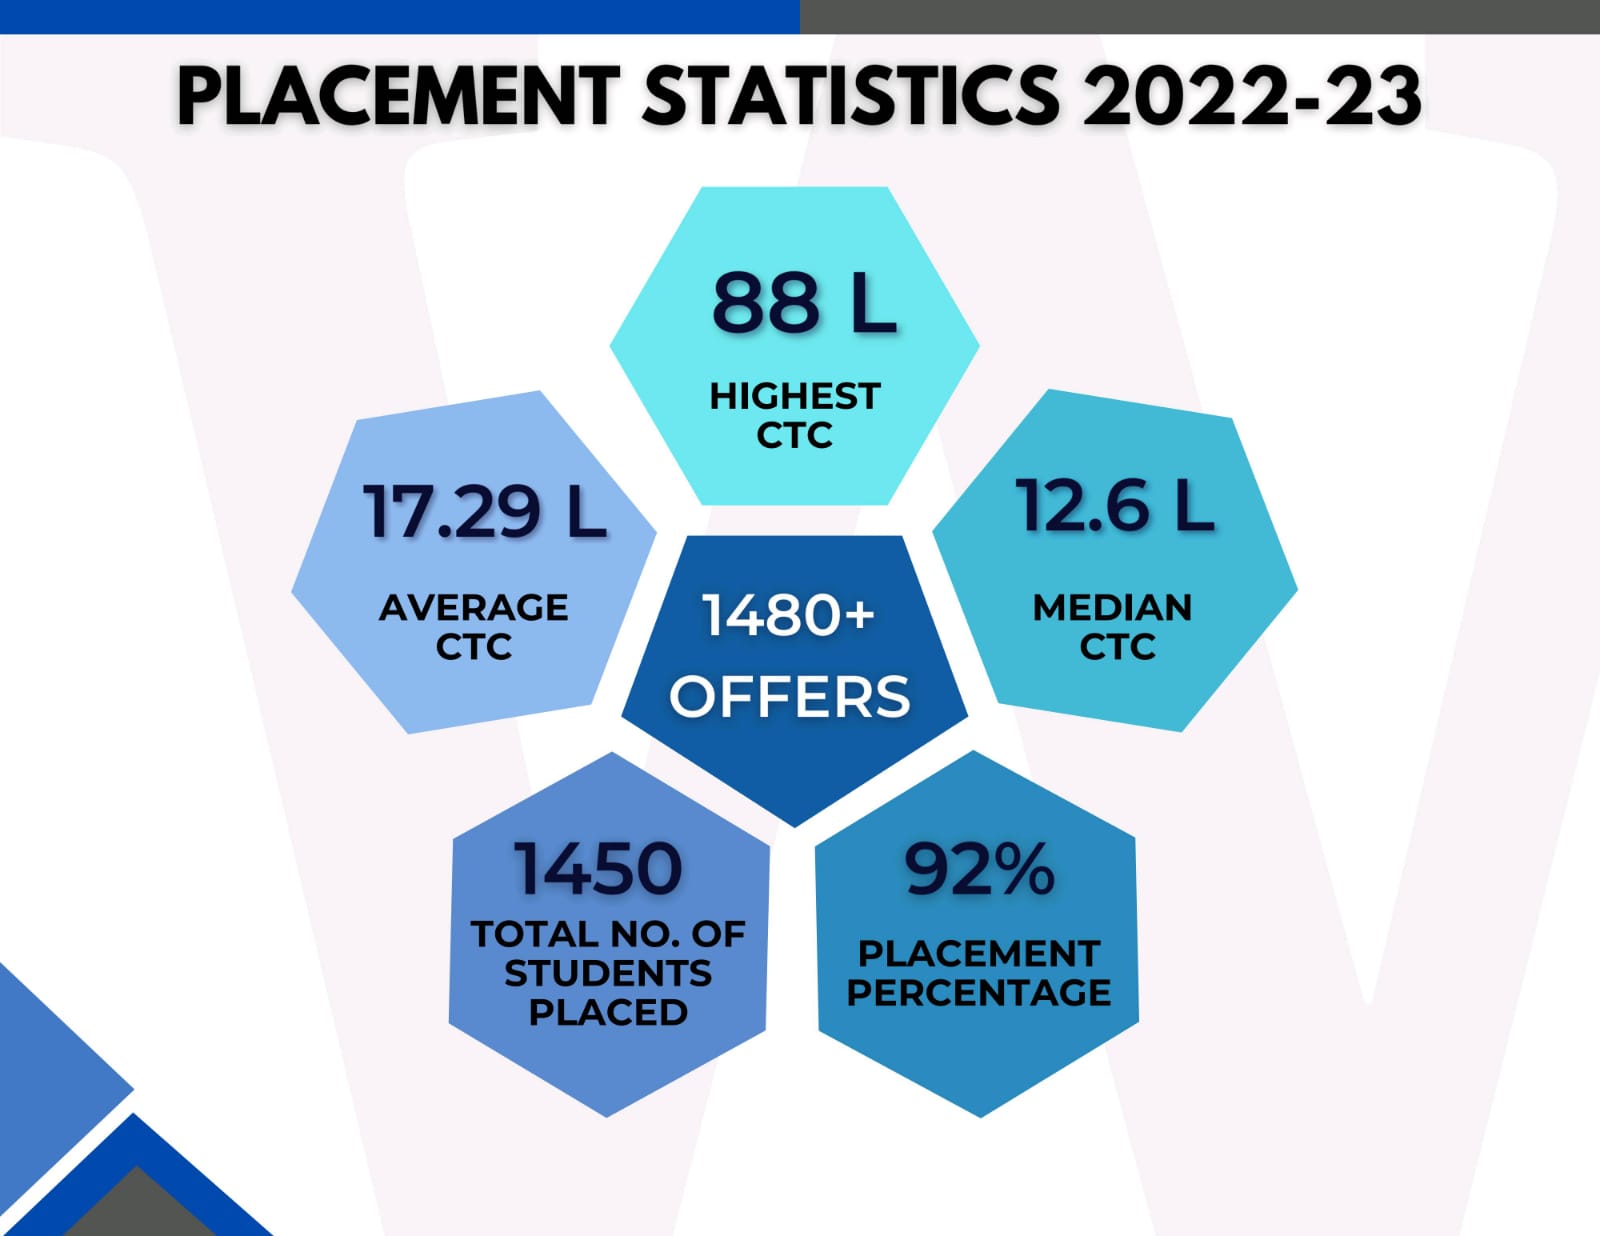 PLACEMENT STATISTICS 2022-23
88 L
HIGHEST
CTC
17.29 L
AVERAGE
CTC
12.6 L
MEDIAN
CTC
1480+
OFFERS
1450
TOTAL NO. OF
STUDENTS
PLACED
92%
PLACEMENT
PERCENTAGE